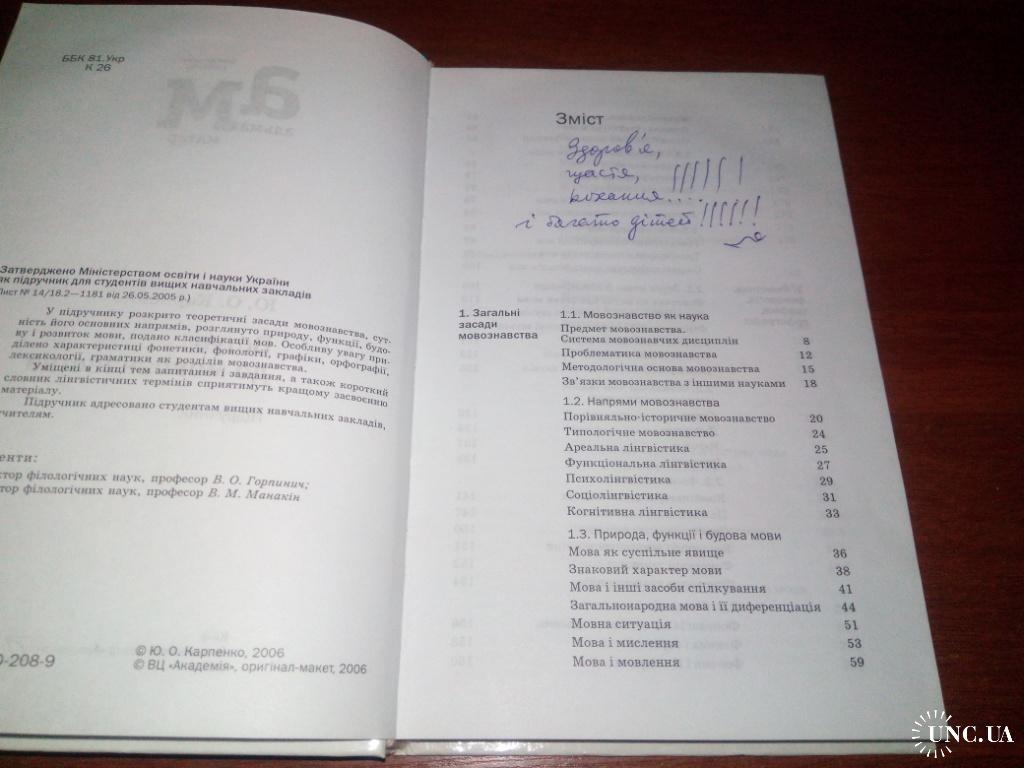 ББК 81.Укр
К 26
Затверджено Міністерством освіти і науки України
як підручник для студентів вищих навчальних закладів
Лист № 14/18.2—1181 від 26.05.2005 р.)
У підручнику розкрито теоретичні засади мовознавства, сут-
ність його основних напрямів, розглянуто природу, функції, будо-
ву і розвиток мови, подано класифікації мов. Особливу увагу при-
ділено характеристиці фонетики, фонології, графіки, орфографії,
лексикології, граматики як розділів мовознавства.
Уміщені в кінці тем запитання і завдання, а також короткий
словник лінгвістичних термінів сприятимуть кращому засвоєнню
матеріалу.
Підручник адресовано студентам вищих навчальних закладів,
учителям.
енти:
ктор філологічних наук, професор В. О. Горпинич;
тор філологічних наук, професор В. М. Манакін
0-208-9
© Ю. О. Карпенко, 2006
© ВЦ «Академія», оригінал-макет, 2006
Зміст
Здоров'я,
щастя,
кохання.... !!!!!!
і багато дітей !!!!!!
1. Загальні
засади
мовознавства
1.1. Мовознавство як наука
Предмет мовознавства.
Система мовознавчих дисциплін 8
Проблематика мовознавства 12
Методологічна основа мовознавства 15
Зв'язки мовознавства з іншими науками 18
1.2. Напрями мовознавства
Порівняльно-історичне мовознавство 20
Типологічне мовознавство 24
Ареальна лінгвістика 25
Функціональна лінгвістика 27
Психолінгвістика 29
Соціолінгвістика 31
Когнітивна лінгвістика 33
1.3. Природа, функції і будова мови
Мова як суспільне явище 36
Знаковий характер мови 38
Мова і інші засоби спілкування 41
Загальнонародна мова і її диференціація 44
Мовна ситуація 51
Мова і мислення 53
Мова і мовлення 59
UNC.UA